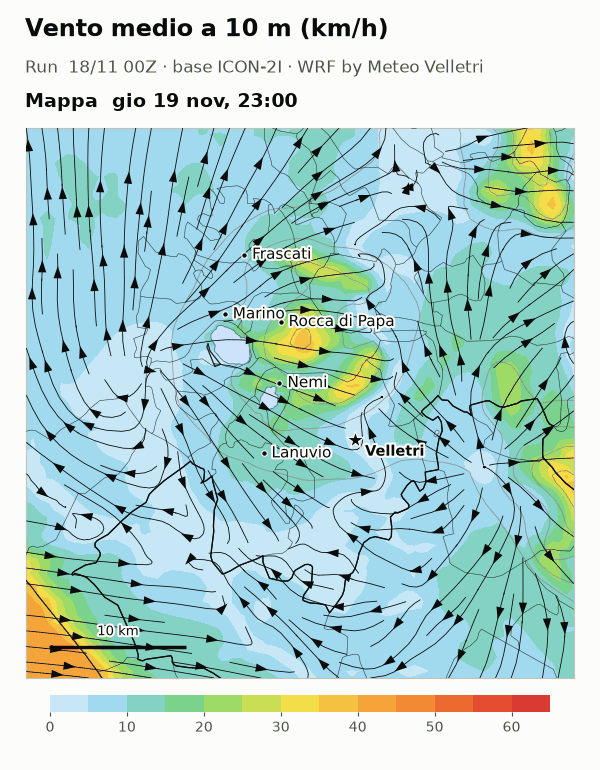 Vento medio a 10 m (km/h)
Run  18/11 00Z · base ICON-2I · WRF by Meteo Velletri
Mappa  gio 19 nov, 23:00
Frascati
Marino
Rocca di Papa
Nemi
Lanuvio
Velletri
10 km
0 10 20 30 40 50 60